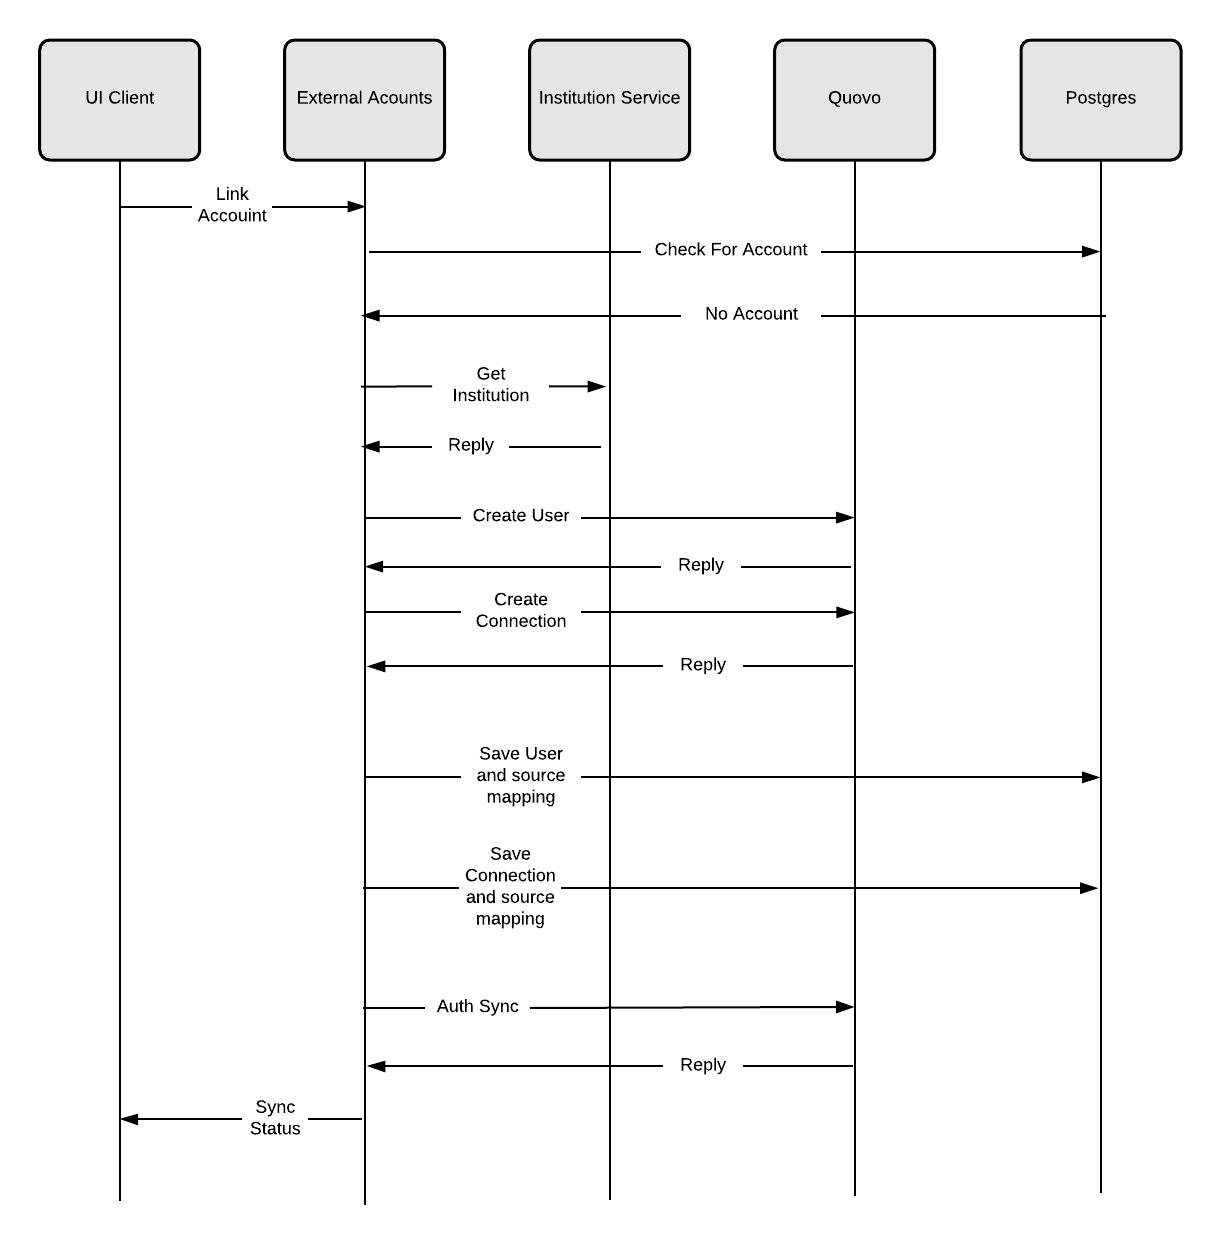 UI Client
External Acounts
Institution Service
Quovo
Postgres
Link
Accouint
Check For Account
No Account
Get
Institution
Reply
Create User
Reply
Create
Connection
Reply
Save User
and source
mapping
Save
Connection
and source
mapping
Auth Sync
Reply
Sync
Status